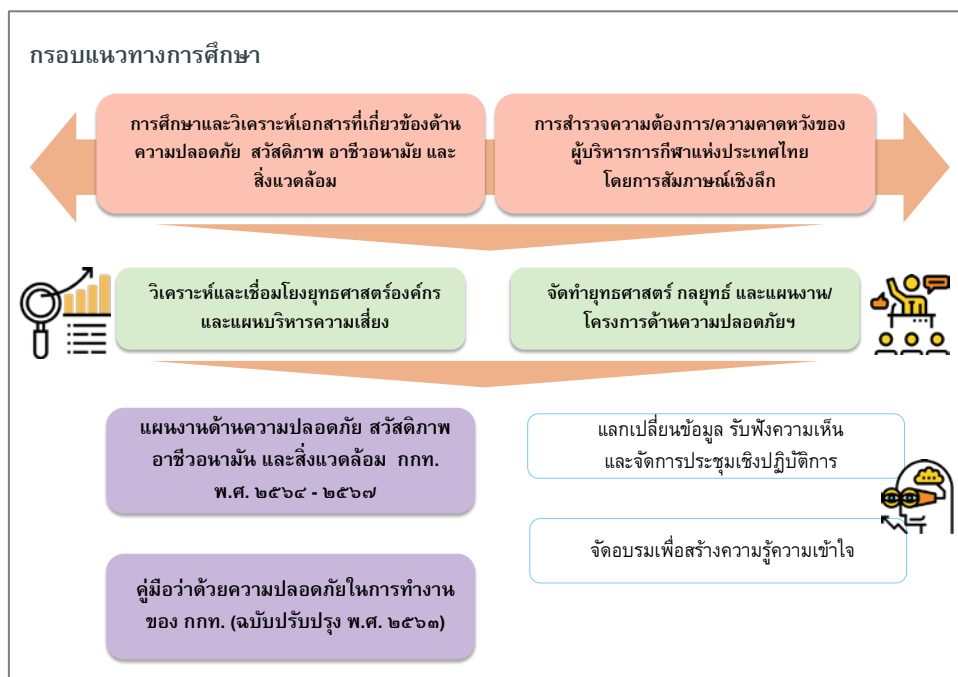 กรอบแนวทางการศึกษา
การศึกษาและวิเคราะห์เอกสารที่เกี่ยวข้องด้าน
ความปลอดภัย สวัสดิภาพ อาชีวอนามัย และ
สิ่งแวดล้อม
การสำรวจความต้องการ/ความคาดหวังของ
ผู้บริหารการกีฬาแห่งประเทศไทย
โดยการสัมภาษณ์เชิงลึก
วิเคราะห์และเชื่อมโยงยุทธศาสตร์องค์กร
และแผนบริหารความเสี่ยง
จัดทำยุทธศาสตร์ กลยุทธ์ และแผนงาน/
โครงการด้านความปลอดภัยฯ
แผนงานด้านความปลอดภัย สวัสดิภาพ
อาชีวอนามัน และสิ่งแวดล้อม กกท.
พ.ศ. ๒๕๖๔ - ๒๕๖๗
แลกเปลี่ยนข้อมูล รับฟังความเห็น
และจัดการประชุมเชิงปฏิบัติการ
จัดอบรมเพื่อสร้างความรู้ความเข้าใจ
คู่มือว่าด้วยความปลอดภัยในการทำงาน
ของ กกท. (ฉบับปรับปรุง พ.ศ. ๒๕๖๓)